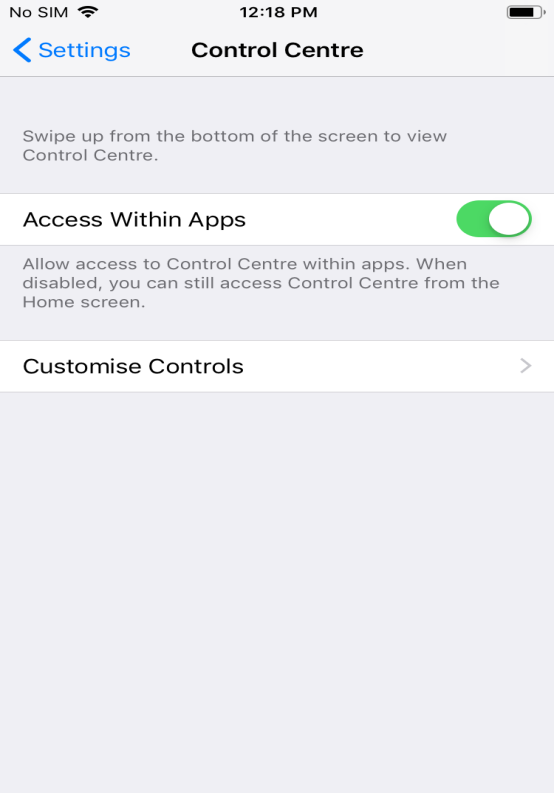 No SIM 12:18 PM
Settings Control Centre
Swipe up from the bottom of the screen to view
Control Centre.
Access Within Apps
Allow access to Control Centre within apps. When
disabled, you can still access Control Centre from the
Home screen.
Customise Controls